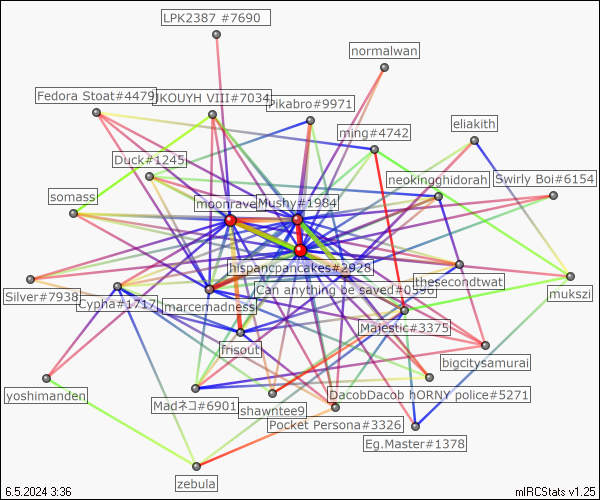 LPK2387 #7690
normalwan
Fedora Stoat#4479
JKOUYH VIII#7034
Pikabro#9971
ming#4742
eliakith
Duck#1245
neokingghidorah
Swirly Boi#6154
somass
moonrave
Mushy#1984
hispancpancakes#2928
thesecondtwat
Can anything be saved#0596
mukszi
Silver#7938
Cypha#1717
marcemadness
Majestic#3375
frisout
bigcitysamurai
yoshimanden
Madネコ#6901
shawntee9
DacobDacob hORNY police#5271
Pocket Persona#3326
Eg.Master#1378
zebula
6.5.2024 3:36
mIRCStats v1.25